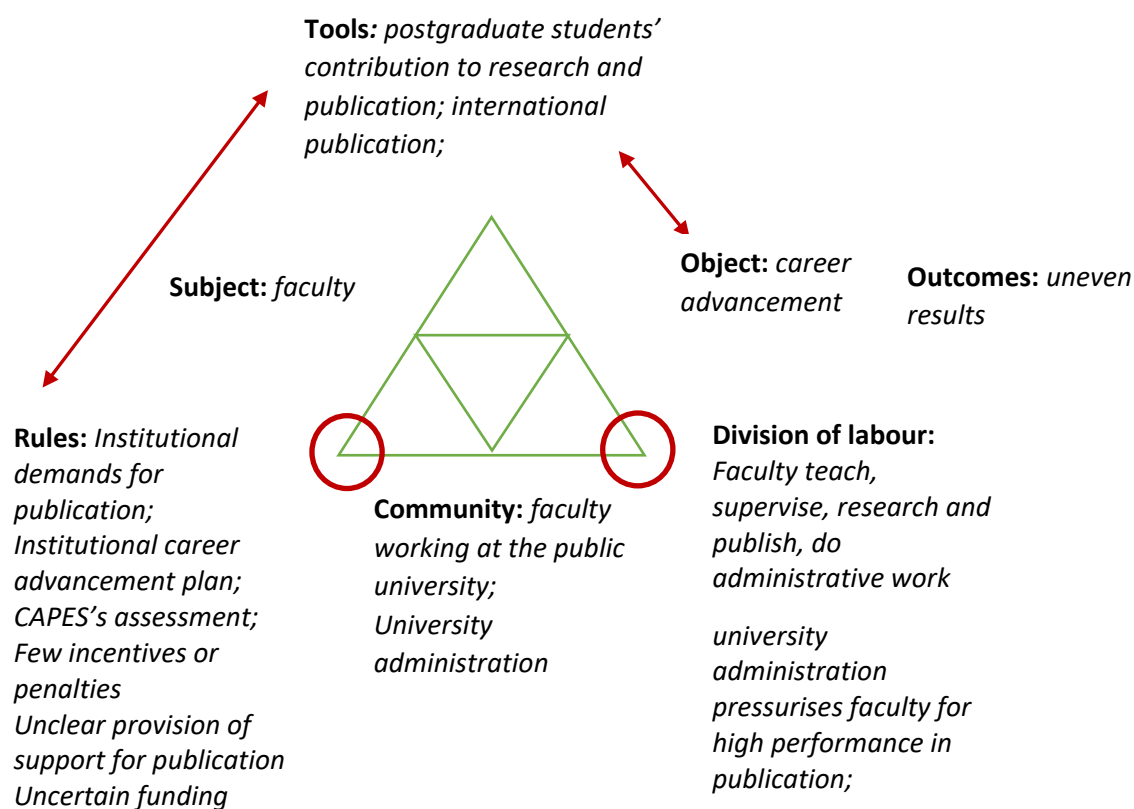 Tools: postgraduate students’
contribution to research and
publication; international
publication;
Subject: faculty
Object: career
advancement
Outcomes: uneven
results
Rules: Institutional
demands for
publication;
Institutional career
advancement plan;
CAPES’s assessment;
Few incentives or
penalties
Unclear provision of
support for publication
Uncertain funding
Community: faculty
working at the public
university;
University
administration
Division of labour:
Faculty teach,
supervise, research and
publish, do
administrative work
university
administration
pressurises faculty for
high performance in
publication;